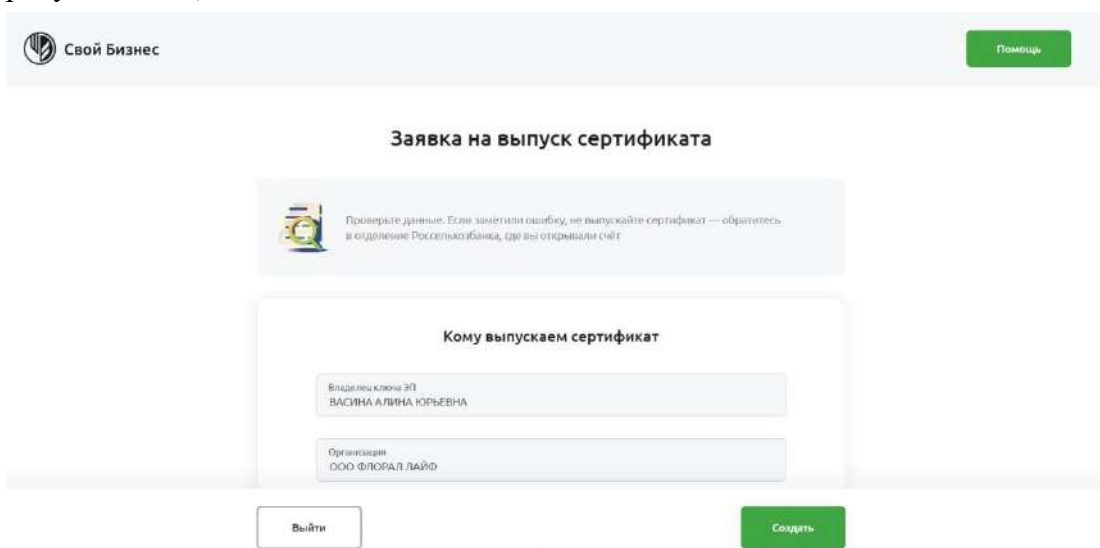 Свой Бизнес
Помощь
Заявка на выпуск сертификата
Проверьте данные. Если заметили ошибку, не выпускайте сертификат — обратитесь
в отделение Россельхозбанка, где вы открывали счёт
Кому выпускаем сертификат
Владелец ключа ЭП
ВАСИНА АЛИНА ЮРЬЕВНА
Организация
ООО ФЛОРАЛ ЛАЙФ
Выйти
Создать